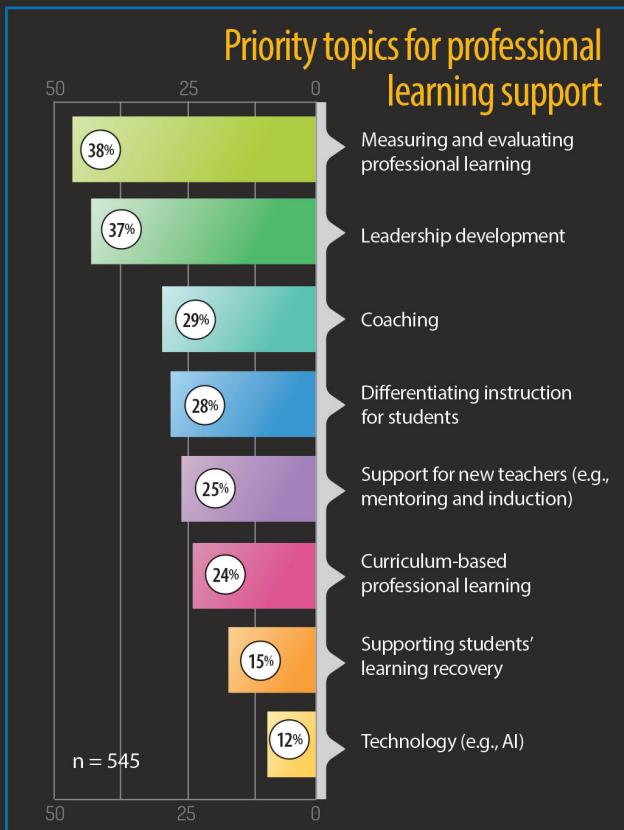 Priority topics for professional
learning support
50 25 0
38%
Measuring and evaluating
professional learning
37%
Leadership development
29%
Coaching
28%
Differentiating instruction
for students
25%
Support for new teachers (e.g.,
mentoring and induction)
24%
Curriculum-based
professional learning
15%
Supporting students’
learning recovery
12%
Technology (e.g., AI)
n = 545
50 25 0